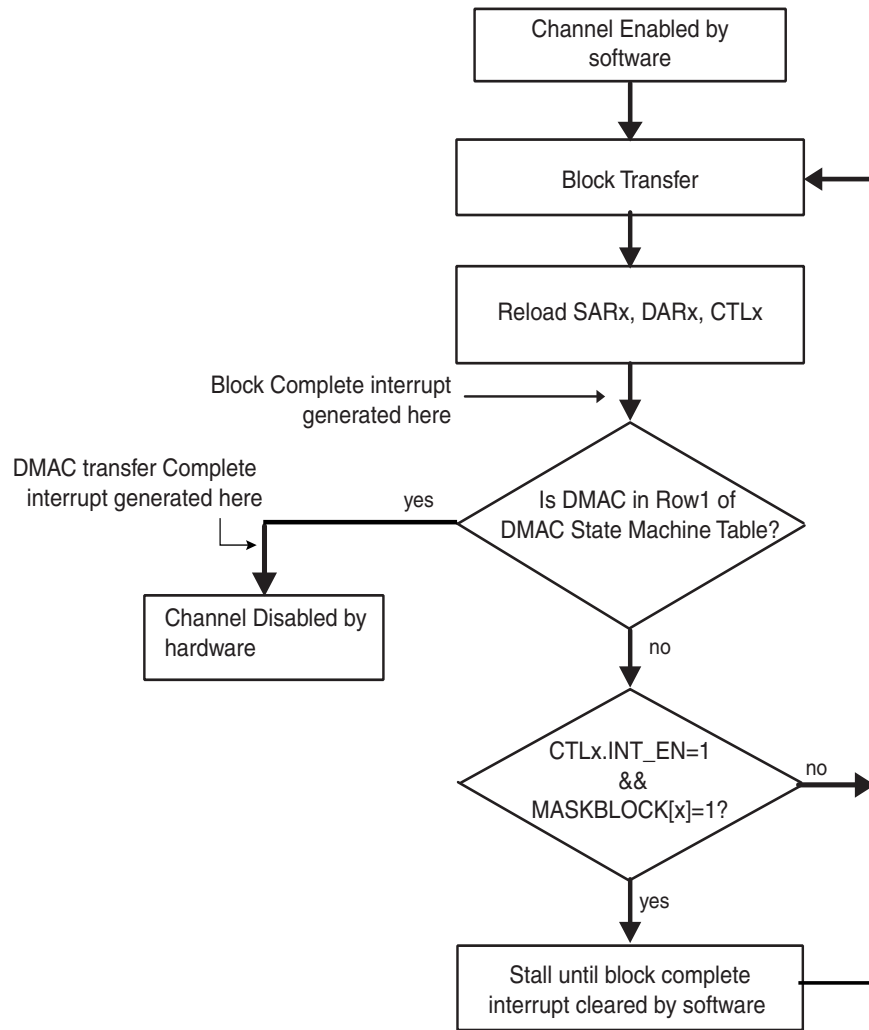 Channel Enabled by
software
Block Transfer
Reload SARx, DARx, CTLx
Block Complete interrupt
generated here
DMAC transfer Complete
interrupt generated here
yes
Is DMAC in Row1 of
DMAC State Machine Table?
Channel Disabled by
hardware
no
CTLx.INT_EN=1
&&
MASKBLOCK[x]=1?
no
yes
Stall until block complete
interrupt cleared by software